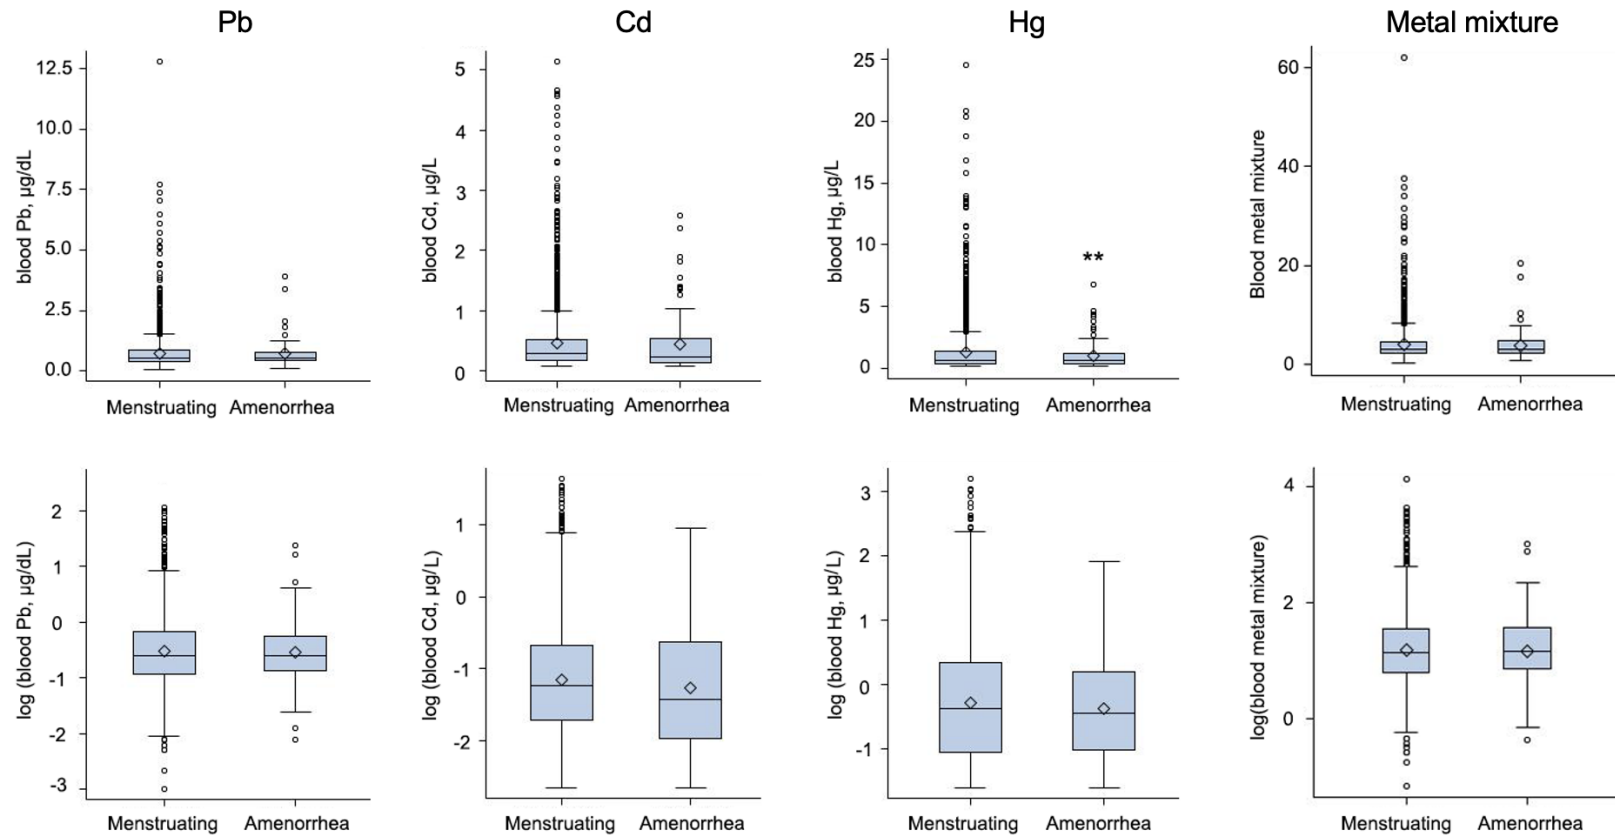 Pb
Cd
Hg
Metal mixture
blood Pb, µg/dL
12.5
10.0
7.5
5.0
2.5
0.0
Menstruating Amenorrhea
blood Cd, µg/L
5
4
3
2
1
0
Menstruating Amenorrhea
blood Hg, µg/L
25
20
15
10
5
0
**
Menstruating Amenorrhea
Blood metal mixture
60
40
20
0
Menstruating Amenorrhea
log (blood Pb, µg/dL)
2
1
0
-1
-2
-3
Menstruating Amenorrhea
log (blood Cd, µg/L)
1
0
-1
-2
Menstruating Amenorrhea
log (blood Hg, µg/L)
3
2
1
0
-1
Menstruating Amenorrhea
log(blood metal mixture)
4
2
0
Menstruating Amenorrhea